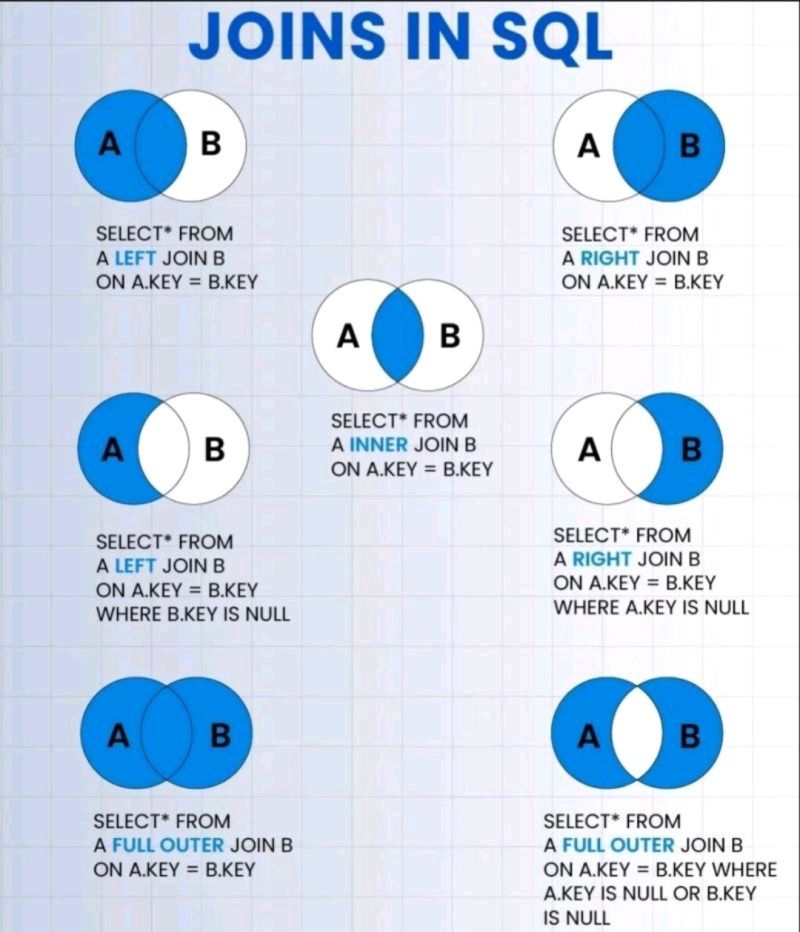 JOINS IN SQL
A B
SELECT* FROM
A LEFT JOIN B
ON A.KEY = B.KEY
A B
SELECT* FROM
A RIGHT JOIN B
ON A.KEY = B.KEY
A B
SELECT* FROM
A INNER JOIN B
ON A.KEY = B.KEY
A B
SELECT* FROM
A LEFT JOIN B
ON A.KEY = B.KEY
WHERE B.KEY IS NULL
A B
SELECT* FROM
A RIGHT JOIN B
ON A.KEY = B.KEY
WHERE A.KEY IS NULL
A B
SELECT* FROM
A FULL OUTER JOIN B
ON A.KEY = B.KEY
A B
SELECT* FROM
A FULL OUTER JOIN B
ON A.KEY = B.KEY WHERE
A.KEY IS NULL OR B.KEY
IS NULL